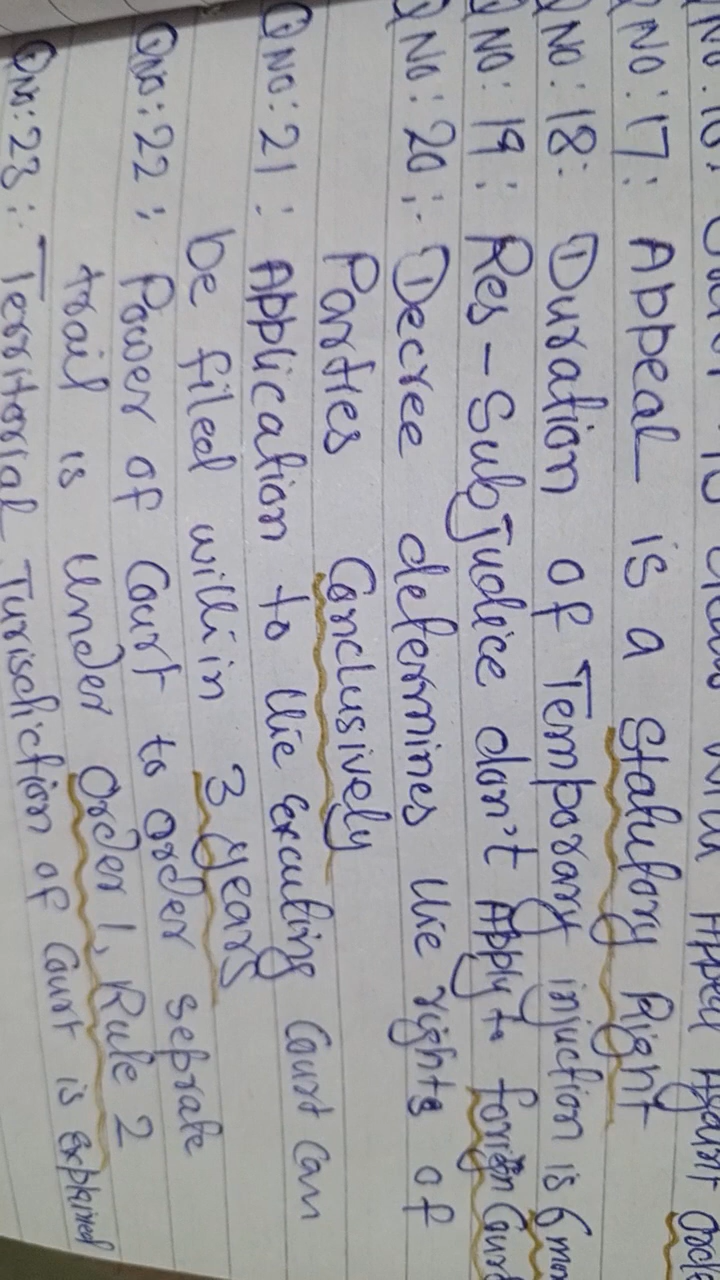 Appeal Against
Q NO: 17: Appeal is a Statutory Right
Q NO: 18: Duration of Temporary injuction is 6
Q NO: 19: Res-SubJudice don't Apply to foreign Court
Q NO: 20: Decree determines the rights of
Parties Conclusively
Q NO: 21: Application to the executing Court can
be filed within 3 years
Q NO: 22: Power of Court to order seprate
trail is Under Order 1, Rule 2
Q NO: 23: Territorial Jurisdiction of Court is explained